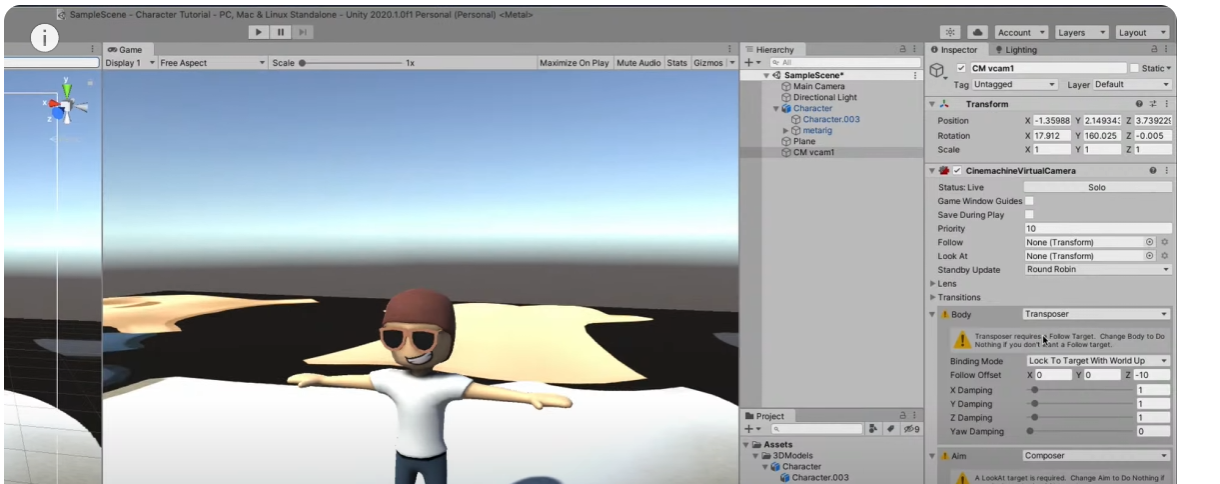 SampleScene - Character Tutorial - PC, Mac & Linux Standalone - Unity 2020.1.0f1 Personal (Personal) <Metal>
i
Account
Layers
Layout
Game
Display 1
Free Aspect
Scale
1x
Maximize On Play
Mute Audio
Stats
Gizmos
y
x
z
Hierarchy
All
SampleScene*
Main Camera
Directional Light
Character
Character.003
metarig
Plane
CM vcam1
Project
9
Assets
3DModels
Character
Character.003
Inspector
Lighting
CM vcam1
Static
Tag Untagged
Layer Default
Transform
Position X -1.35988 Y 2.14934 Z 3.739229
Rotation X 17.912 Y 160.025 Z -0.005
Scale X 1 Y 1 Z 1
CinemachineVirtualCamera
Status: Live Solo
Game Window Guides
Save During Play
Priority 10
Follow None (Transform)
Look At None (Transform)
Standby Update Round Robin
Lens
Transitions
Body Transposer
Transposer requires a Follow Target. Change Body to Do
Nothing if you don't want a Follow target.
Binding Mode Lock To Target With World Up
Follow Offset X 0 Y 0 Z -10
X Damping 1
Y Damping 1
Z Damping 1
Yaw Damping 0
Aim Composer
A LookAt target is required. Change Aim to Do Nothing if